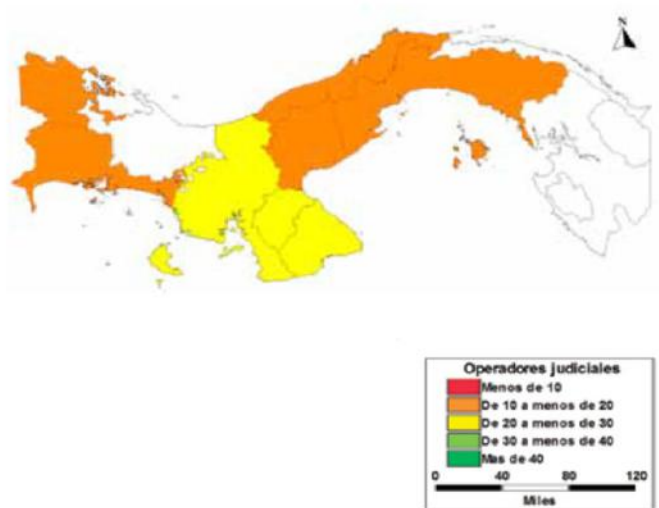 N
Operadores judiciales
Menos de 10
De 10 a menos de 20
De 20 a menos de 30
De 30 a menos de 40
Mas de 40
0 40 80 120
Miles